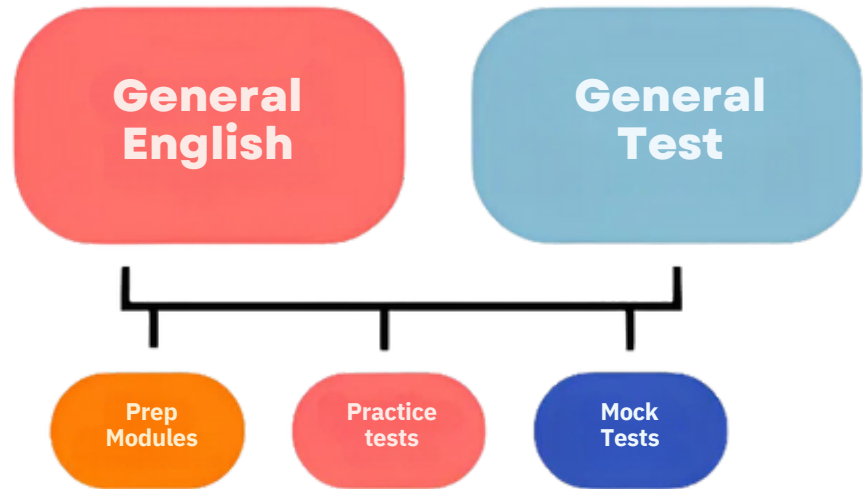 General
English
General
Test
Prep
Modules
Practice
tests
Mock
Tests